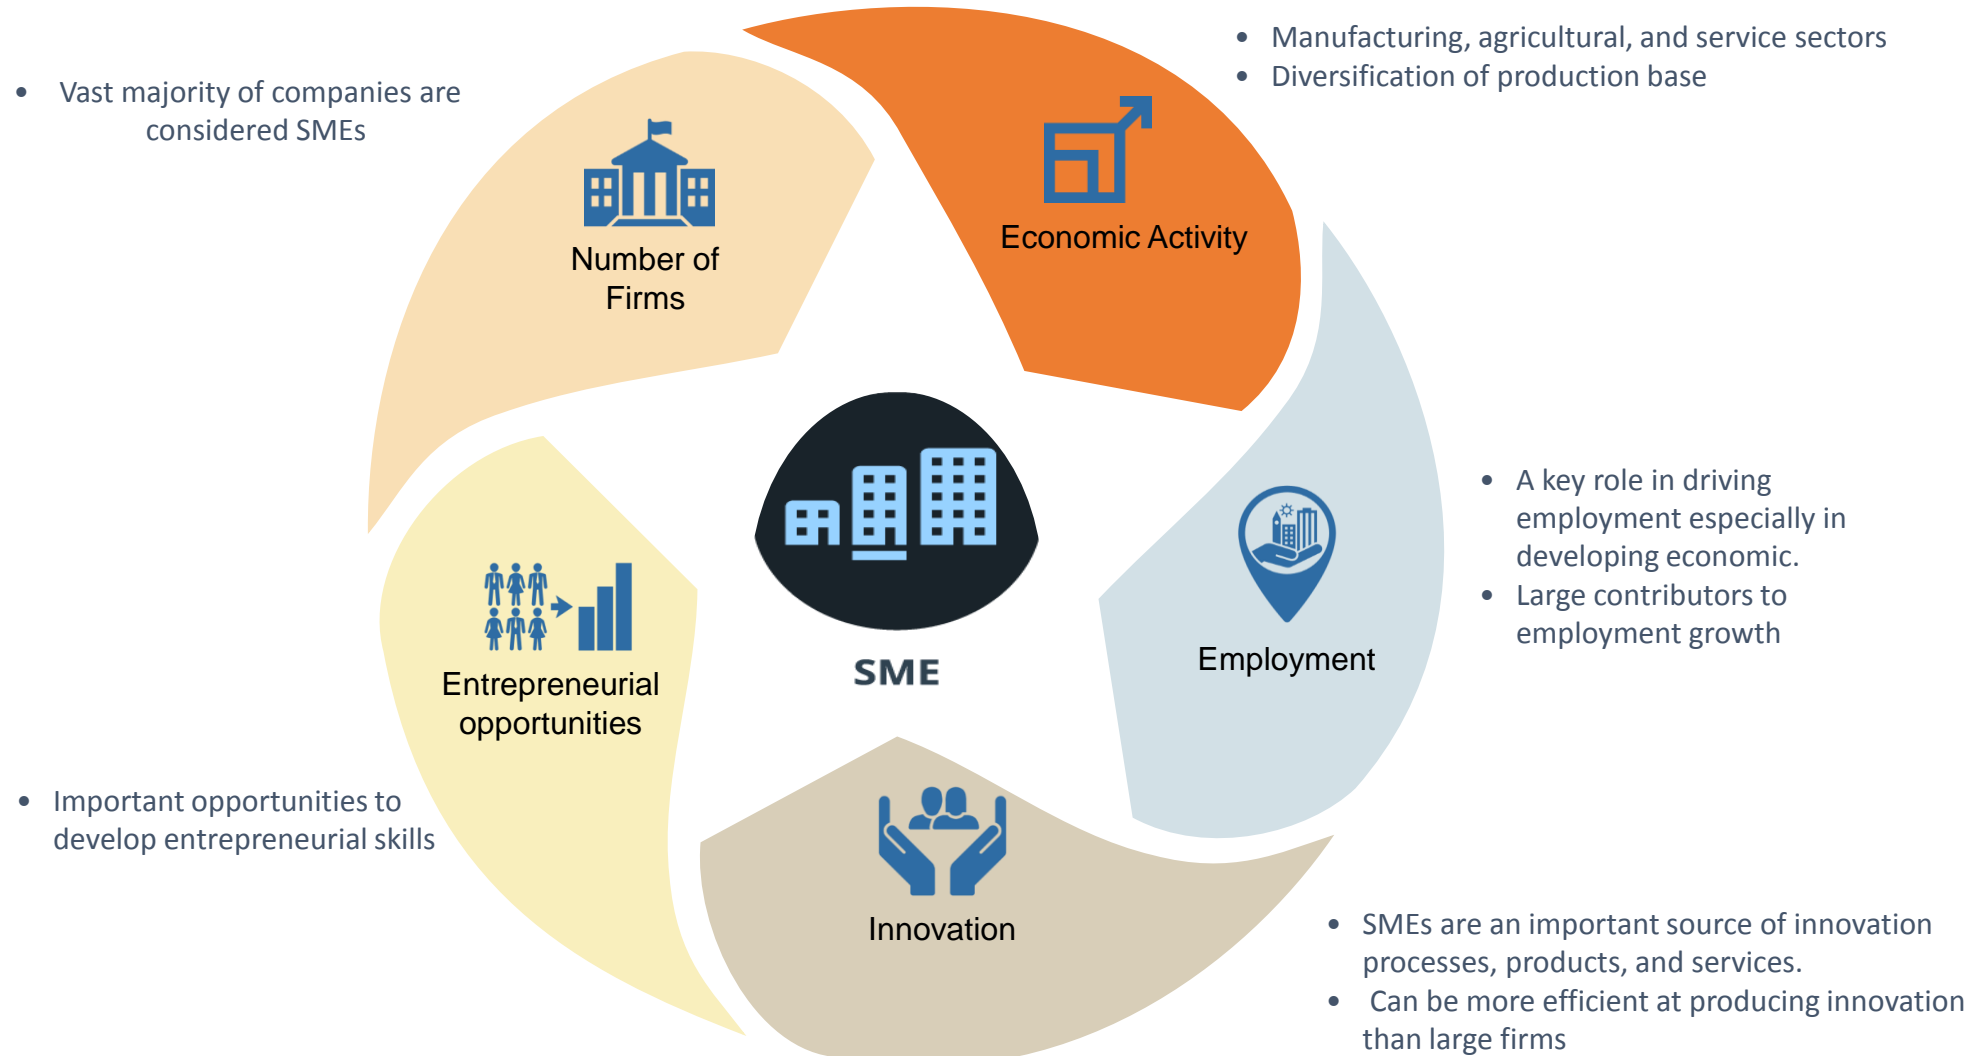 • Vast majority of companies are
considered SMEs
Number of
Firms
• Manufacturing, agricultural, and service sectors
• Diversification of production base
Economic Activity
• A key role in driving
employment especially in
developing economic.
• Large contributors to
employment growth
Employment
SME
Entrepreneurial
opportunities
• Important opportunities to
develop entrepreneurial skills
Innovation
• SMEs are an important source of innovation
processes, products, and services.
• Can be more efficient at producing innovation
than large firms